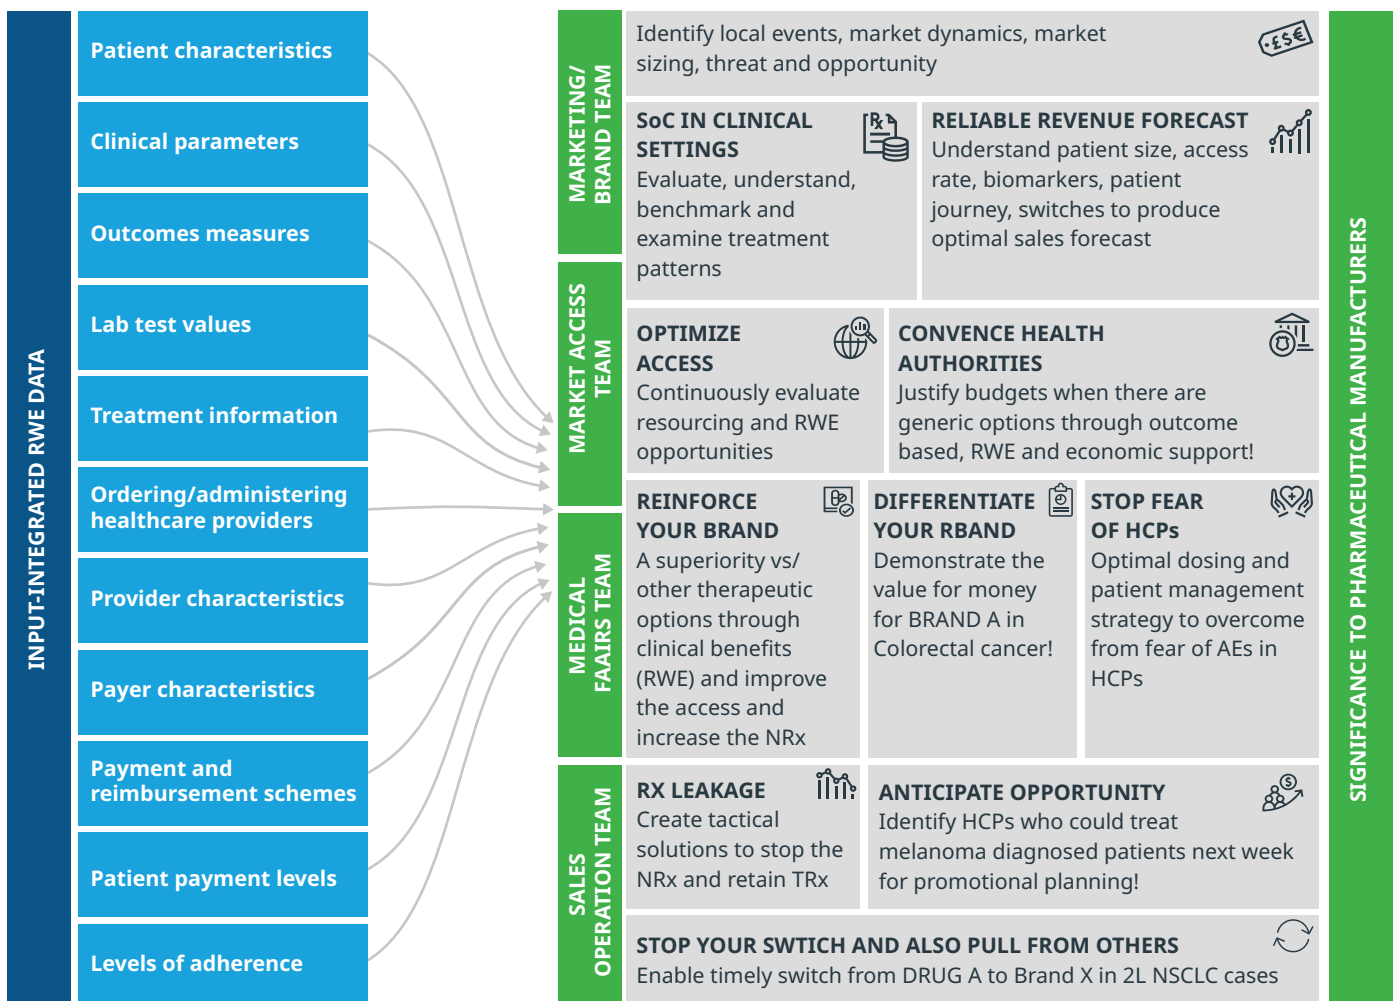 INPUT-INTEGRATED RWE DATA
Patient characteristics
Clinical parameters
Outcomes measures
Lab test values
Treatment information
Ordering/administering
healthcare providers
Provider characteristics
Payer characteristics
Payment and
reimbursement schemes
Patient payment levels
Levels of adherence
MARKETING/
BRAND TEAM
Identify local events, market dynamics, market
sizing, threat and opportunity
£$€
SoC IN CLINICAL
SETTINGS
Evaluate, understand,
benchmark and
examine treatment
patterns
Rx
RELIABLE REVENUE FORECAST
Understand patient size, access
rate, biomarkers, patient
journey, switches to produce
optimal sales forecast
MARKET ACCESS
TEAM
OPTIMIZE
ACCESS
Continuously evaluate
resourcing and RWE
opportunities
CONVENCE HEALTH
AUTHORITIES
Justify budgets when there are
generic options through outcome
based, RWE and economic support!
MEDICAL
FAAIRS TEAM
REINFORCE
YOUR BRAND
A superiority vs/
other therapeutic
options through
clinical benefits
(RWE) and improve
the access and
increase the NRx
DIFFERENTIATE
YOUR RBAND
Demonstrate the
value for money
for BRAND A in
Colorectal cancer!
STOP FEAR
OF HCPs
Optimal dosing and
patient management
strategy to overcome
from fear of AEs in
HCPs
SALES
OPERATION TEAM
RX LEAKAGE
Create tactical
solutions to stop the
NRx and retain TRx
ANTICIPATE OPPORTUNITY
Identify HCPs who could treat
melanoma diagnosed patients next week
for promotional planning!
$
STOP YOUR SWTICH AND ALSO PULL FROM OTHERS
Enable timely switch from DRUG A to Brand X in 2L NSCLC cases
SIGNIFICANCE TO PHARMACEUTICAL MANUFACTURERS